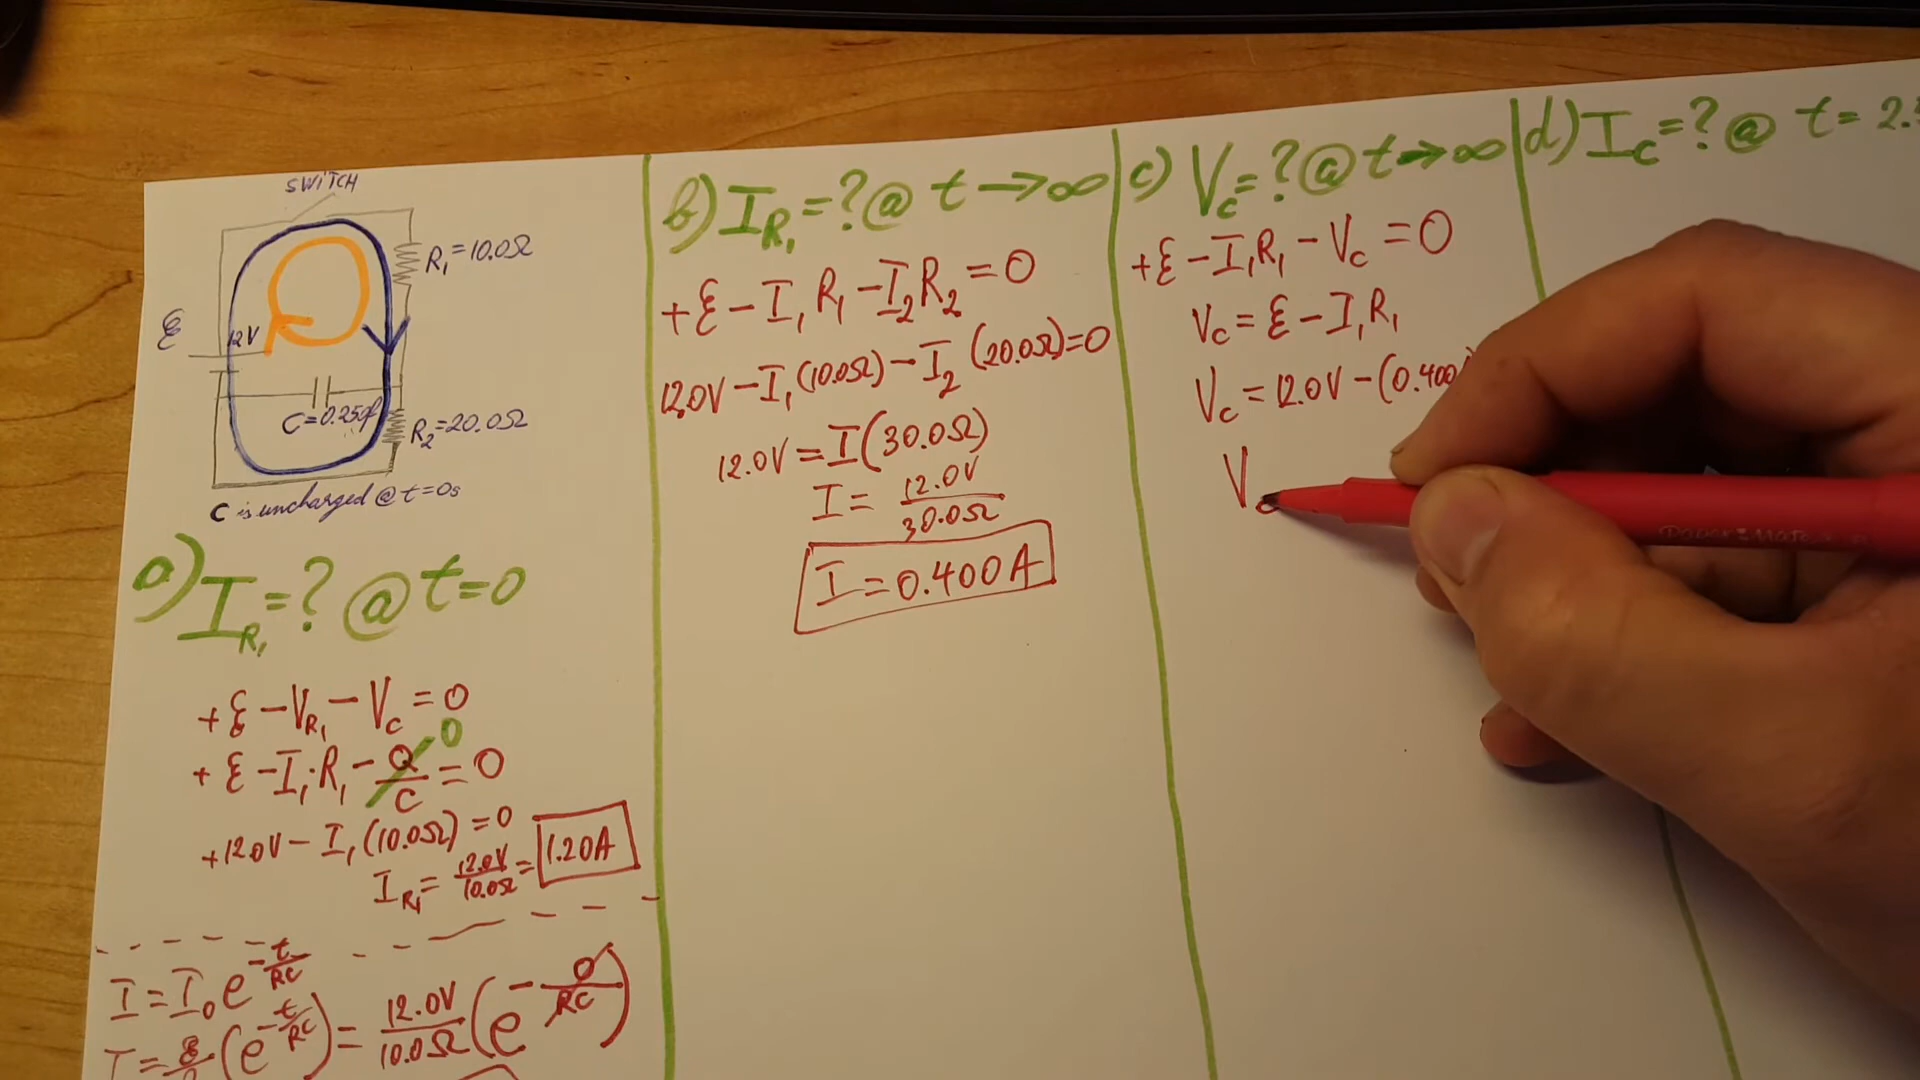 SWITCH
R₁=10.0Ω
ε
12V
C=0.250F
R₂=20.0Ω
C is uncharged @ t=0s
a) I_R₁=? @ t=0
+ε-V_R₁-V_C=0
+ε-I₁·R₁-Q/C=0
0
+12.0V-I₁(10.0Ω)=0
I_R₁=12.0V/10.0Ω=1.20A
I=I₀e^(-t/RC)
(e^(-t/RC))=12.0V/10.0Ω(e^(-0/RC))
b) I_R₁=? @ t→∞
+ε-I₁R₁-I₂R₂=0
12.0V-I₁(10.0Ω)-I₂(20.0Ω)=0
12.0V=I(30.0Ω)
I=12.0V/30.0Ω
I=0.400A
c) V_C=? @ t→∞
+ε-I₁R₁-V_C=0
V_C=ε-I₁R₁
V_C=12.0V-(0.400
V_C
d) I_C=? @ t=2.